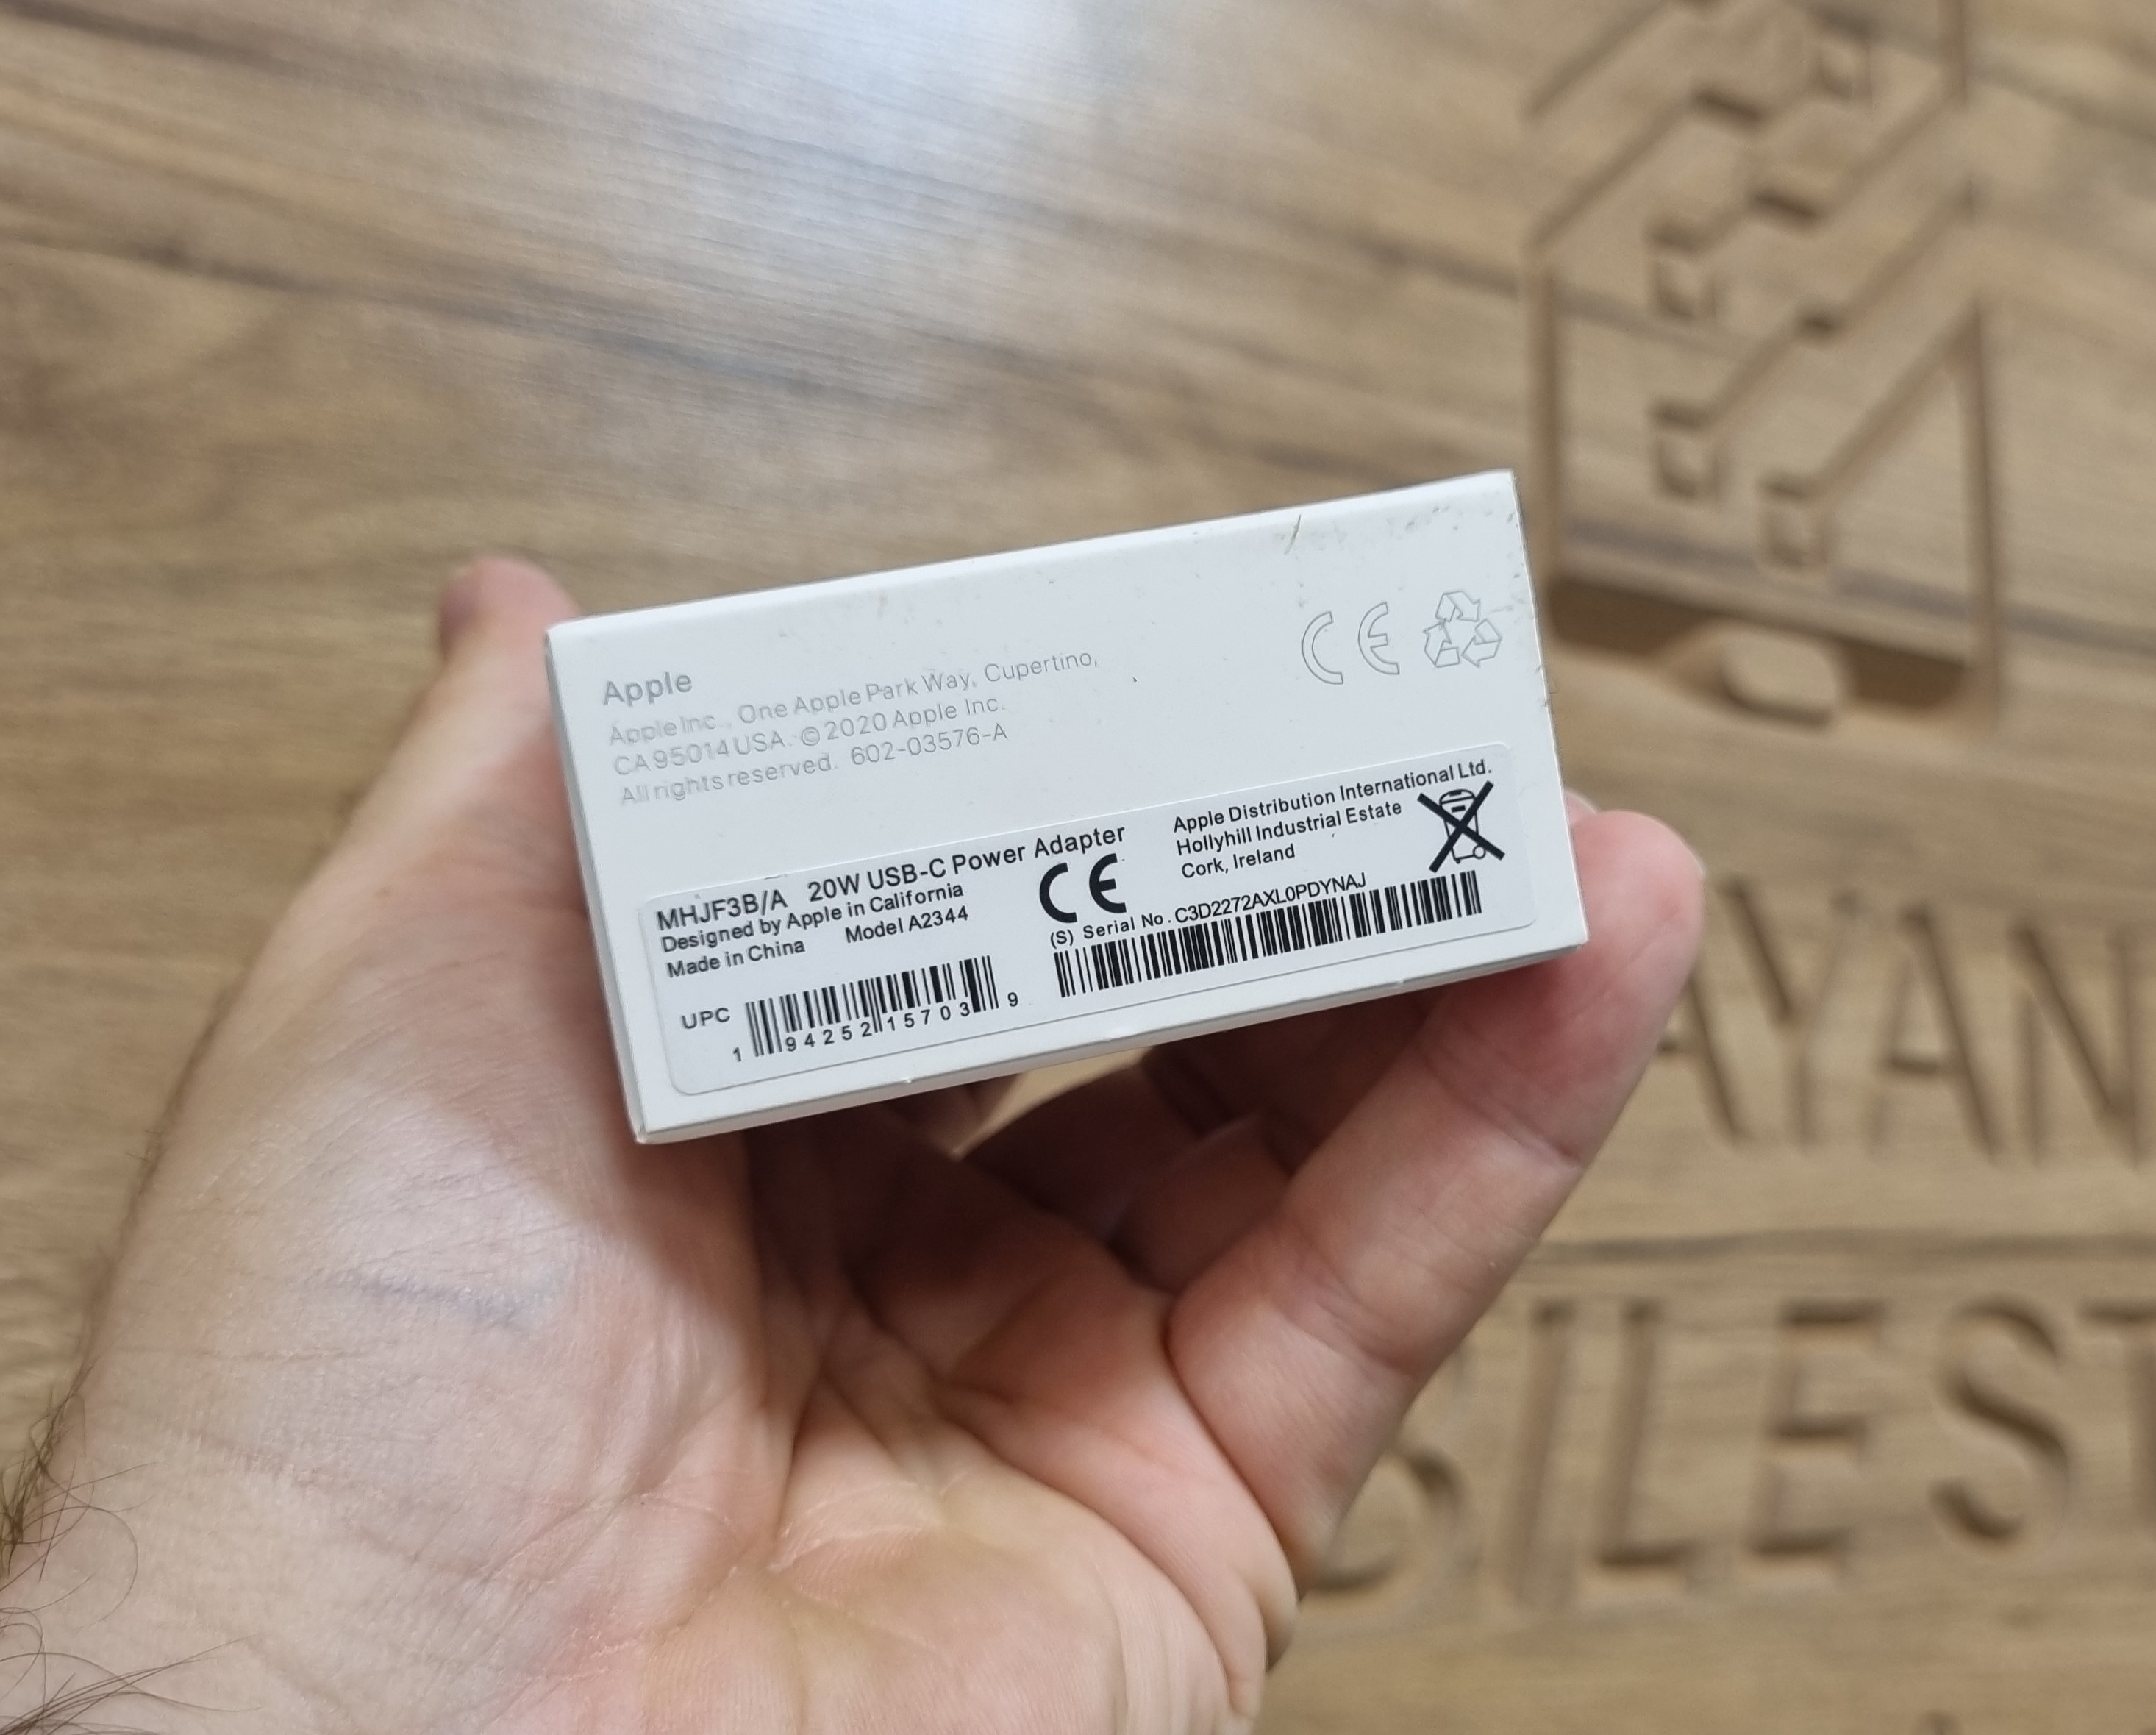 Apple
Apple Inc., One Apple Park Way, Cupertino,
CA 95014 USA. © 2020 Apple Inc.
All rights reserved. 602-03576-A
CE
MHJF3B/A 20W USB-C Power Adapter
Designed by Apple in California
Made in China Model A2344
CE
Apple Distribution International Ltd.
Hollyhill Industrial Estate
Cork, Ireland
(S) Serial No. C3D2272AXL0PDYNAJ
UPC
1 94252 15703 9
AYAN